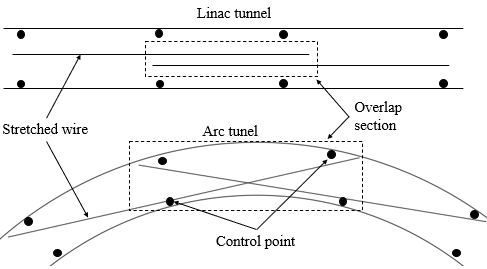 Linac tunnel
Stretched wire
Overlap
section
Arc tunel
Control point